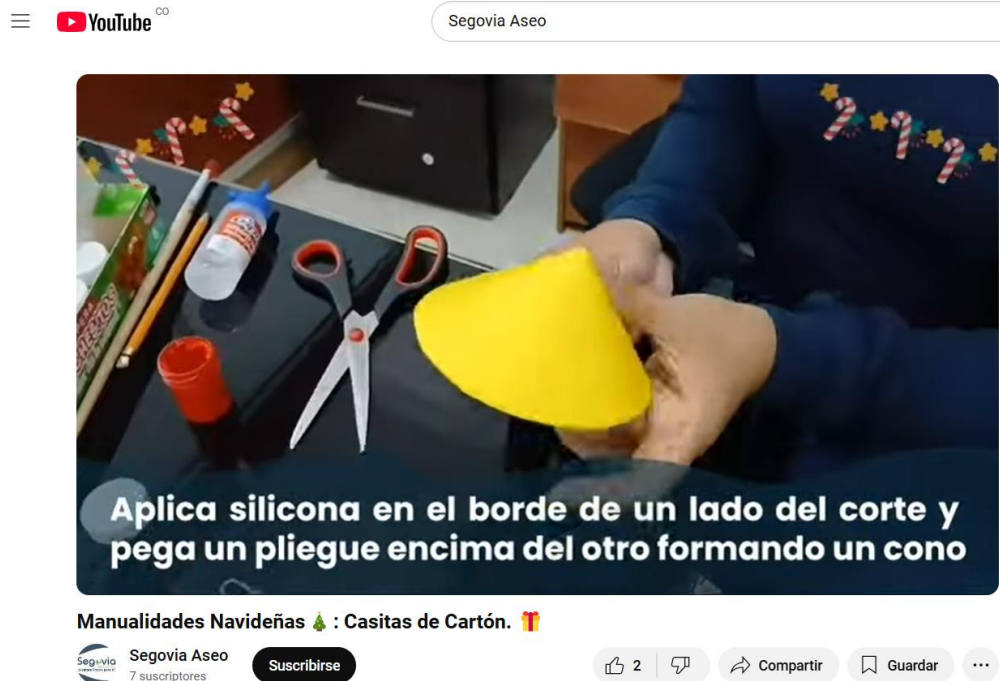 YouTube CO
Segovia Aseo
Aplica silicona en el borde de un lado del corte y
pega un pliegue encima del otro formando un cono
Manualidades Navideñas 🎄 : Casitas de Cartón. 🎁
Segovia
Segovia Aseo
7 suscriptores
Suscribirse
2
Compartir
Guardar